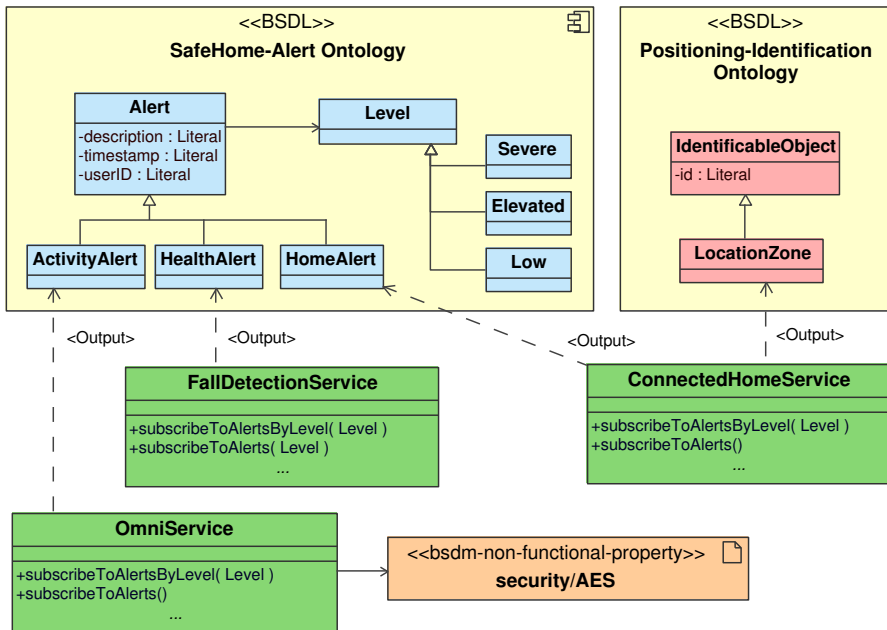 <<BSDL>>
SafeHome-Alert Ontology
Alert
-description : Literal
-timestamp : Literal
-userID : Literal
Level
Severe
Elevated
Low
ActivityAlert
HealthAlert
HomeAlert
<<BSDL>>
Positioning-Identification
Ontology
IdentificableObject
-id : Literal
LocationZone
<Output>
<Output>
<Output>
<Output>
FallDetectionService
+subscribeToAlertsByLevel( Level )
+subscribeToAlerts( Level )
...
ConnectedHomeService
+subscribeToAlertsByLevel( Level )
+subscribeToAlerts()
...
OmniService
+subscribeToAlertsByLevel( Level )
+subscribeToAlerts()
...
<<bsdm-non-functional-property>>
security/AES